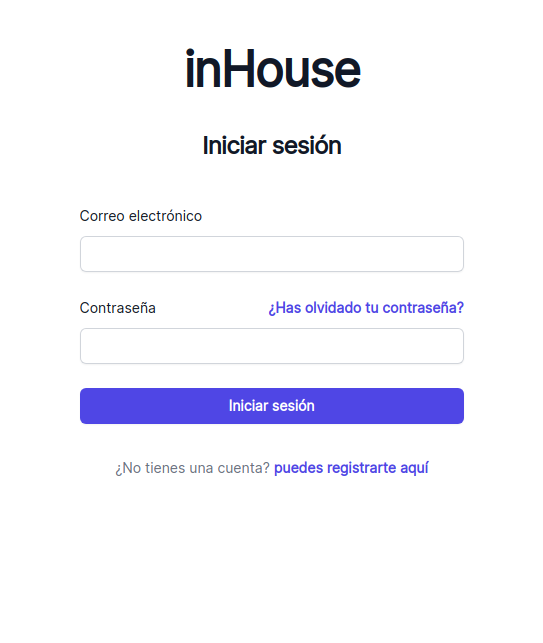 inHouse
Iniciar sesión
Correo electrónico
Contraseña ¿Has olvidado tu contraseña?
Iniciar sesión
¿No tienes una cuenta? puedes registrarte aquí